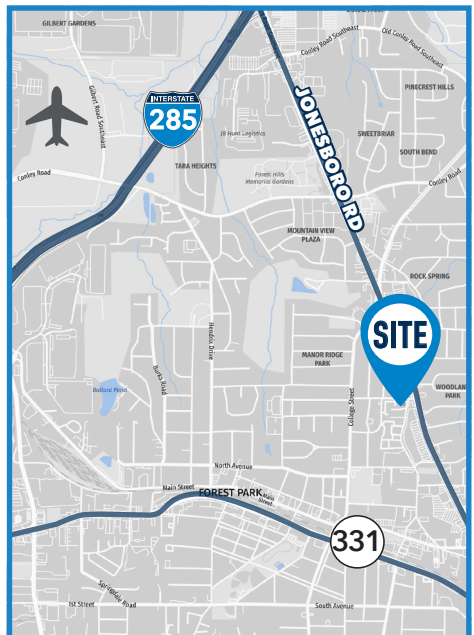 GILBERT GARDENS
Conley Road Southeast
Old Conley Road Southeast
Gilbert Road Southeast
PINECREST HILLS
INTERSTATE
285
JB Hunt Logistics
JONESBORO RD
SWEETBRIAR
SOUTH BEND
TARA HEIGHTS
Forest Hills
Memorial Gardens
Conley Road
Conley Road
MOUNTAIN VIEW
PLAZA
ROCK SPRING
SITE
Hendrix Drive
MANOR RIDGE
PARK
Burks Road
Ballard Pend
College Street
WOODLAN
PARK
North Avenue
Main Street
FOREST PARK
Main
Street
331
Springdale Road
1st Street
South Avenue